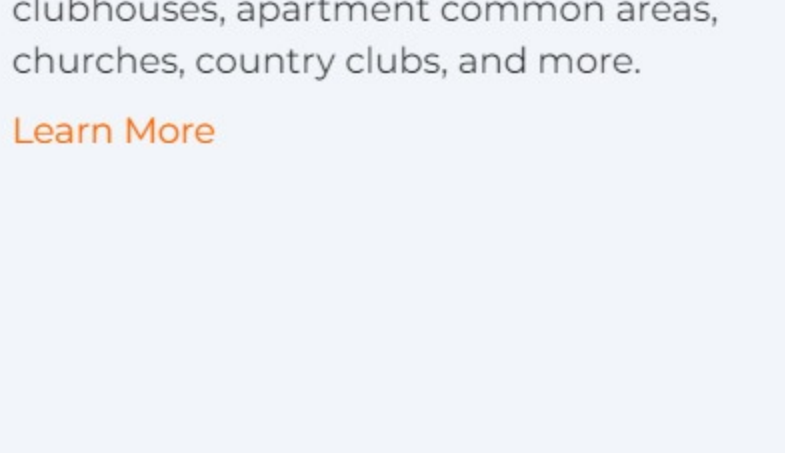 clubhouses, apartment common areas,
churches, country clubs, and more.
Learn More